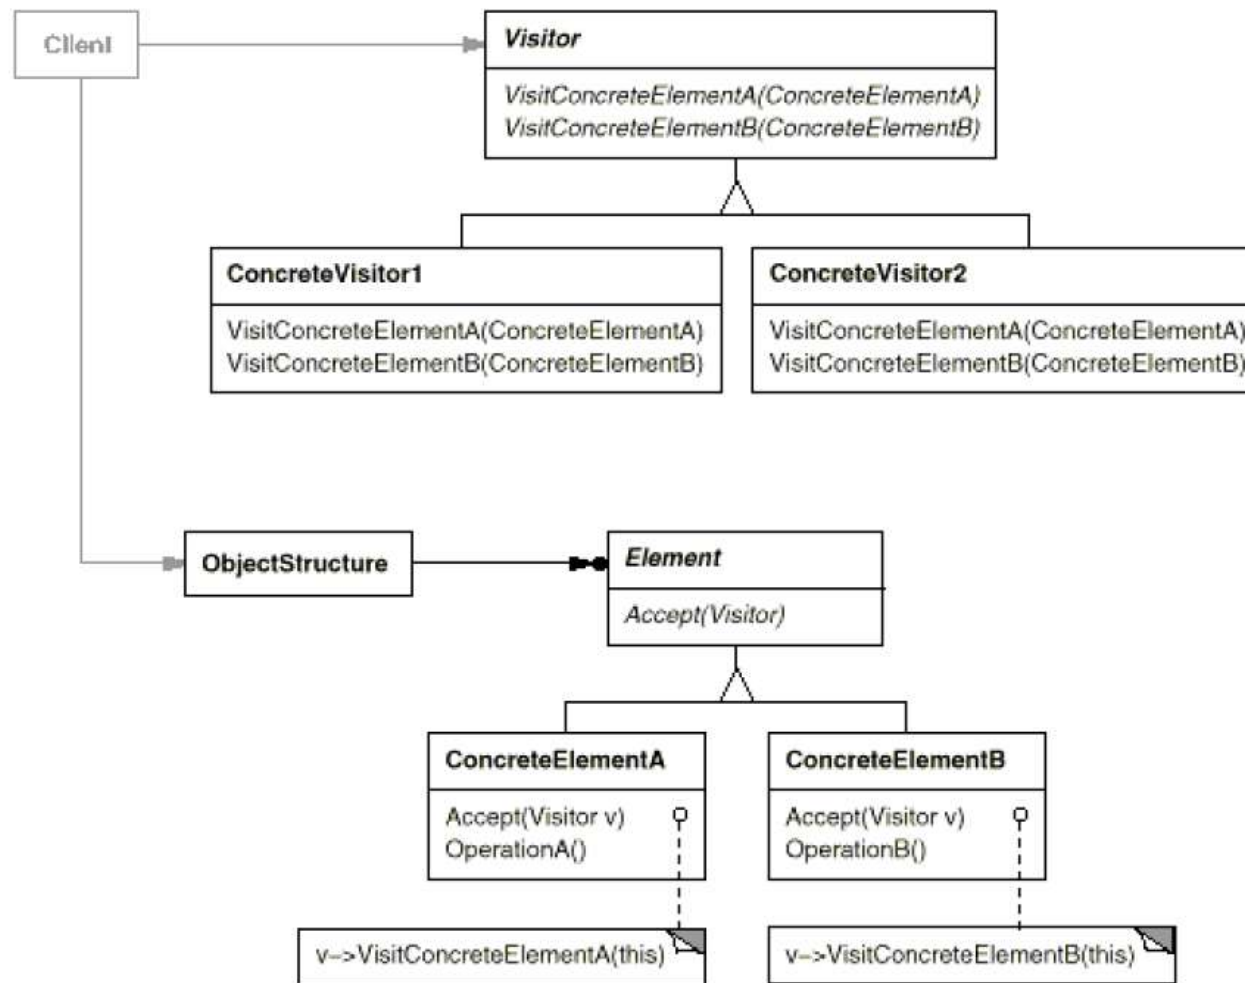 Client
Visitor
VisitConcreteElementA(ConcreteElementA)
VisitConcreteElementB(ConcreteElementB)
ConcreteVisitor1
VisitConcreteElementA(ConcreteElementA)
VisitConcreteElementB(ConcreteElementB)
ConcreteVisitor2
VisitConcreteElementA(ConcreteElementA)
VisitConcreteElementB(ConcreteElementB)
ObjectStructure
Element
Accept(Visitor)
ConcreteElementA
Accept(Visitor v)
OperationA()
ConcreteElementB
Accept(Visitor v)
OperationB()
v–>VisitConcreteElementA(this)
v–>VisitConcreteElementB(this)